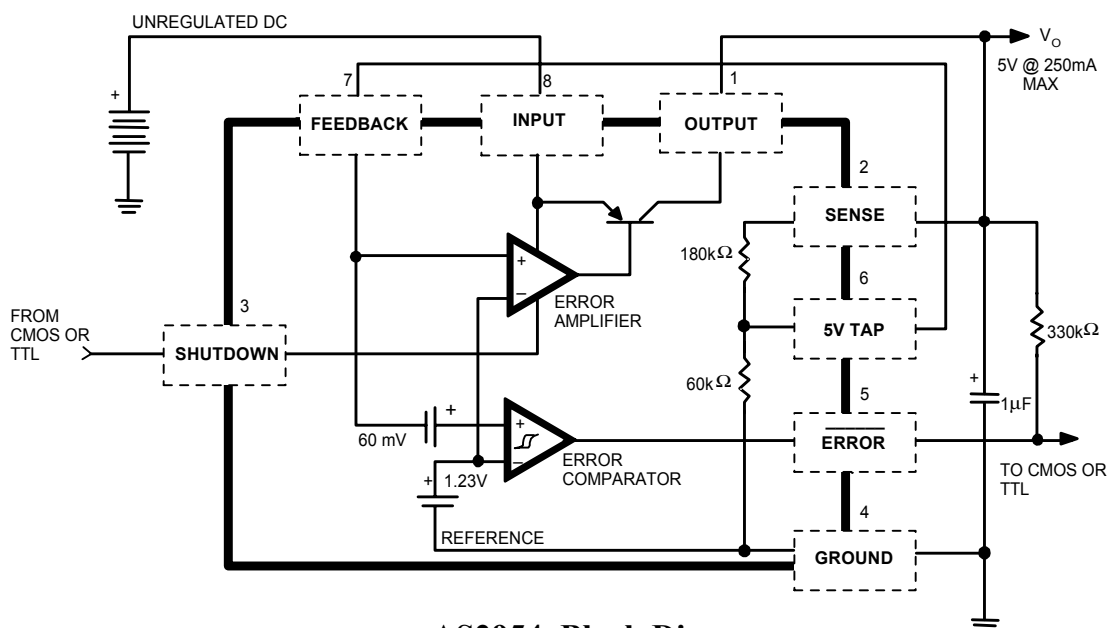 UNREGULATED DC
7
8
1
V_O
5V @ 250mA
MAX
+
FEEDBACK
INPUT
OUTPUT
2
SENSE
180kΩ
+
–
ERROR
AMPLIFIER
6
5V TAP
330kΩ
3
FROM
CMOS OR
TTL
SHUTDOWN
60kΩ
5
+
1μF
60 mV
+
+
–
ERROR
COMPARATOR
ERROR
TO CMOS OR
TTL
+
1.23V
4
REFERENCE
GROUND